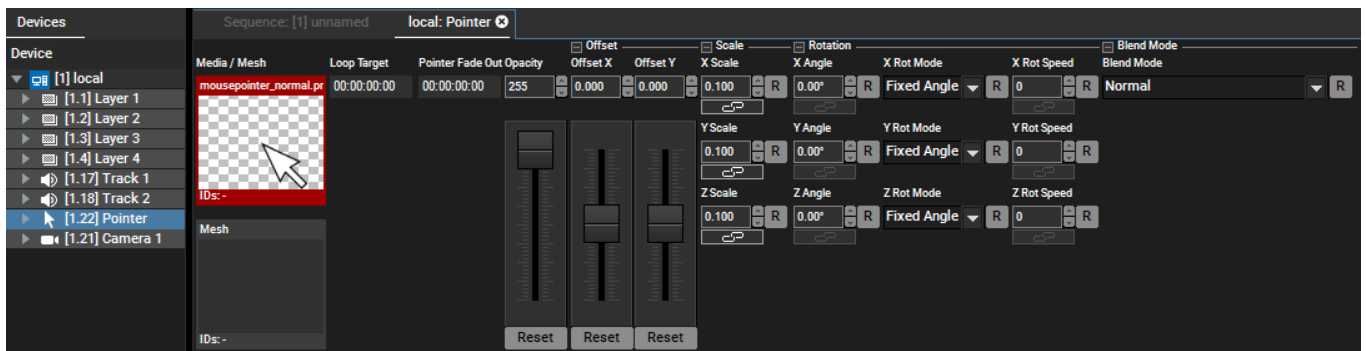 Devices
Sequence: [1] unnamed
local: Pointer
Device
[1] local
[1.1] Layer 1
[1.2] Layer 2
[1.3] Layer 3
[1.4] Layer 4
[1.17] Track 1
[1.18] Track 2
[1.22] Pointer
[1.21] Camera 1
Offset Scale Rotation Blend Mode
Media / Mesh Loop Target Pointer Fade Out Opacity Offset X Offset Y X Scale X Angle X Rot Mode X Rot Speed Blend Mode
mousepointer_normal.pr 00:00:00:00 00:00:00:00 255 0.000 0.000 0.100 R 0.00° R Fixed Angle R 0 R Normal R
Y Scale Y Angle Y Rot Mode Y Rot Speed
0.100 R 0.00° R Fixed Angle R 0 R
IDs: -
Z Scale Z Angle Z Rot Mode Z Rot Speed
0.100 R 0.00° R Fixed Angle R 0 R
Mesh
IDs: -
Reset Reset Reset